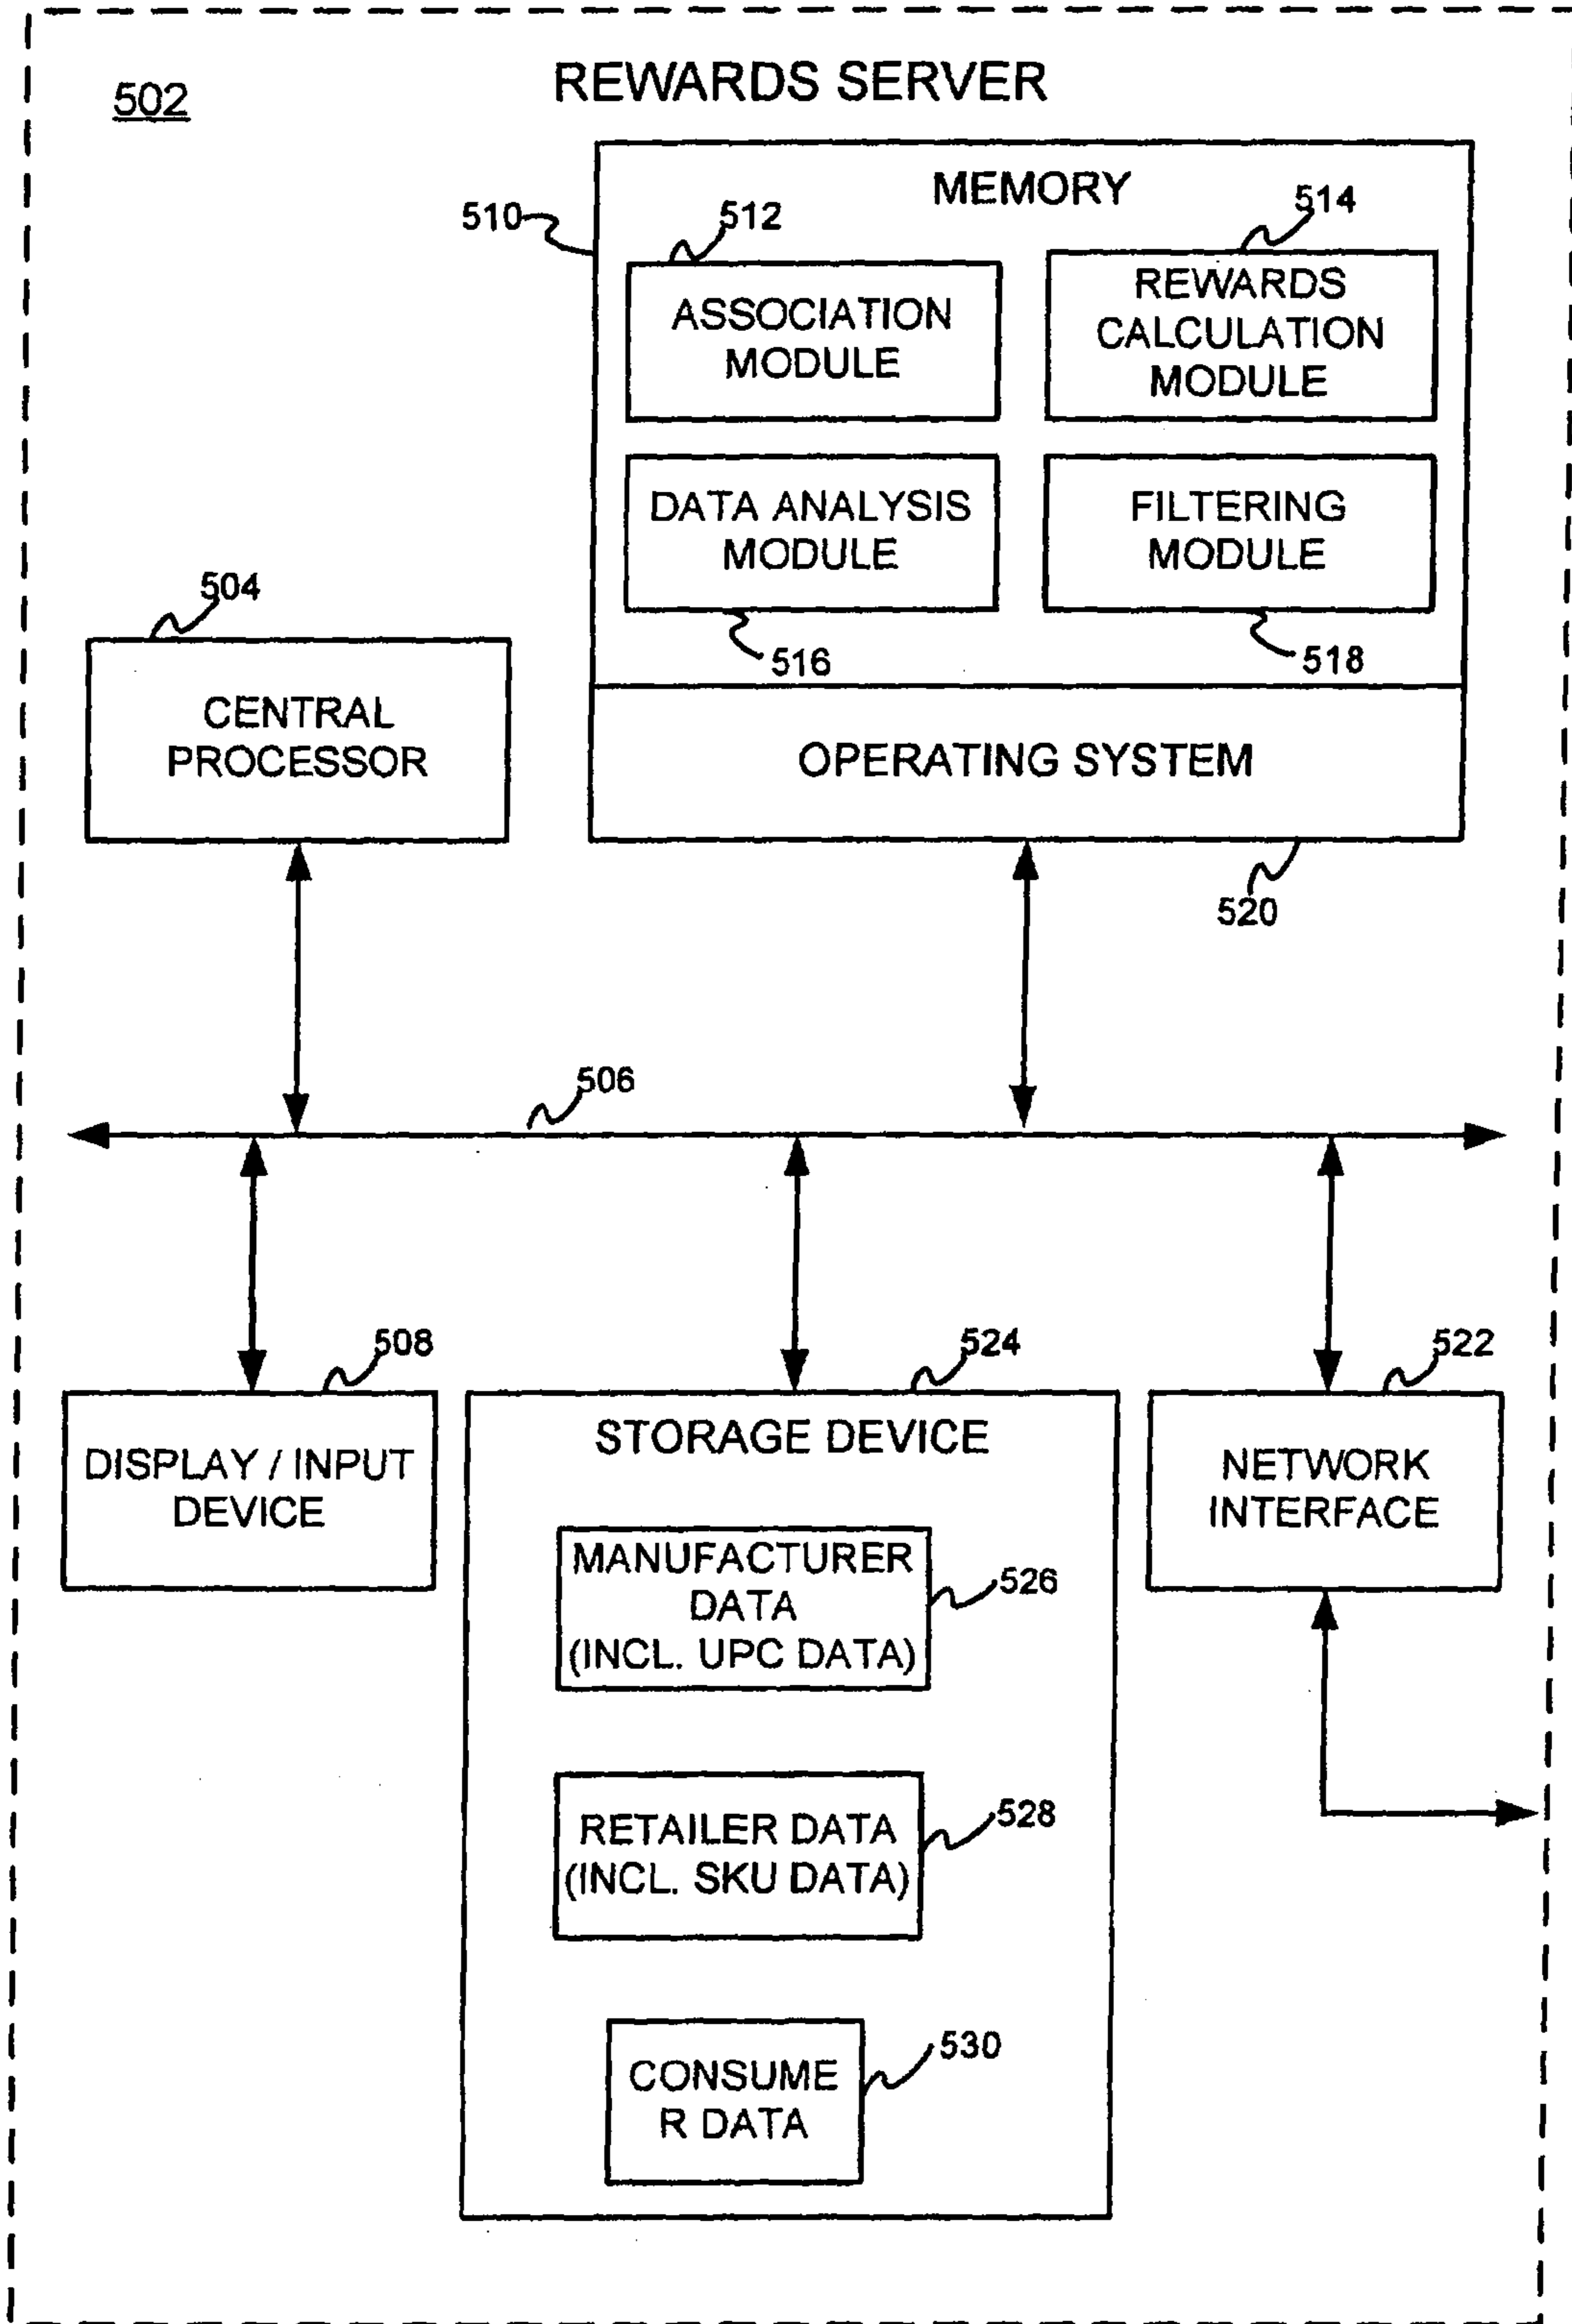 REWARDS SERVER
502
MEMORY
510
512
514
ASSOCIATION
MODULE
REWARDS
CALCULATION
MODULE
DATA ANALYSIS
MODULE
FILTERING
MODULE
516
518
504
CENTRAL
PROCESSOR
OPERATING SYSTEM
520
506
508
524
522
DISPLAY / INPUT
DEVICE
STORAGE DEVICE
NETWORK
INTERFACE
MANUFACTURER
DATA
(INCL. UPC DATA)
526
RETAILER DATA
(INCL. SKU DATA)
528
CONSUME
R DATA
530